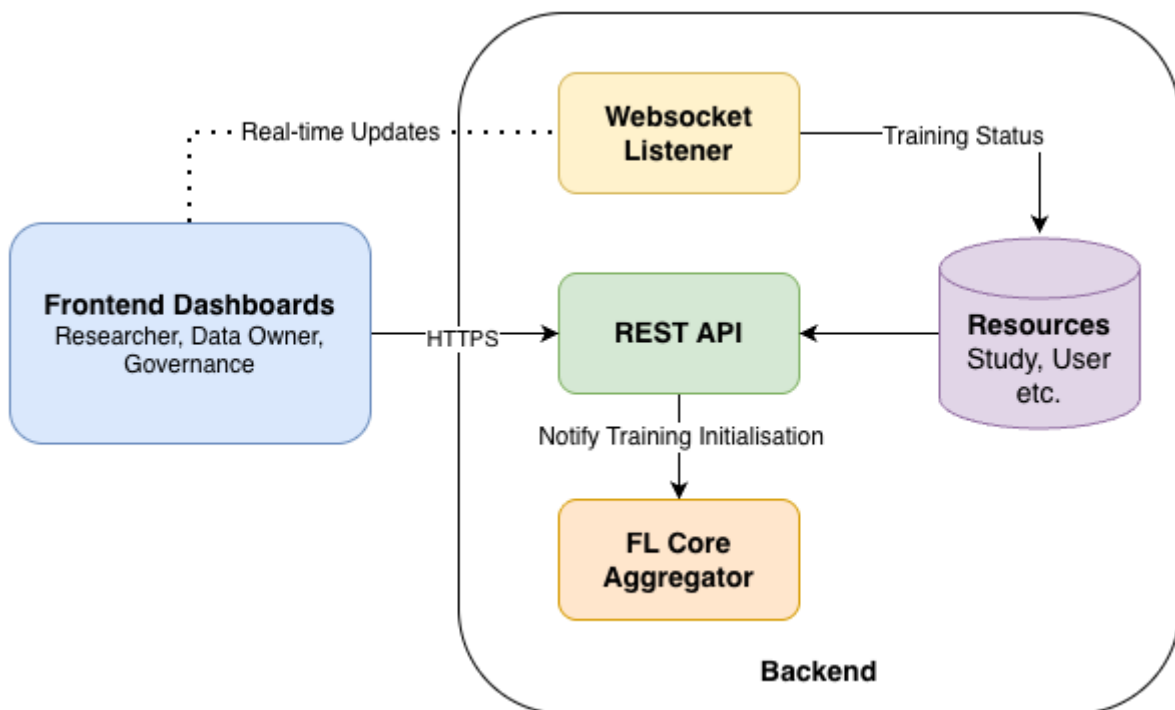 Websocket
Listener
Real-time Updates
Training Status
Frontend Dashboards
Researcher, Data Owner,
Governance
HTTPS
REST API
Resources
Study, User
etc.
Notify Training Initialisation
FL Core
Aggregator
Backend